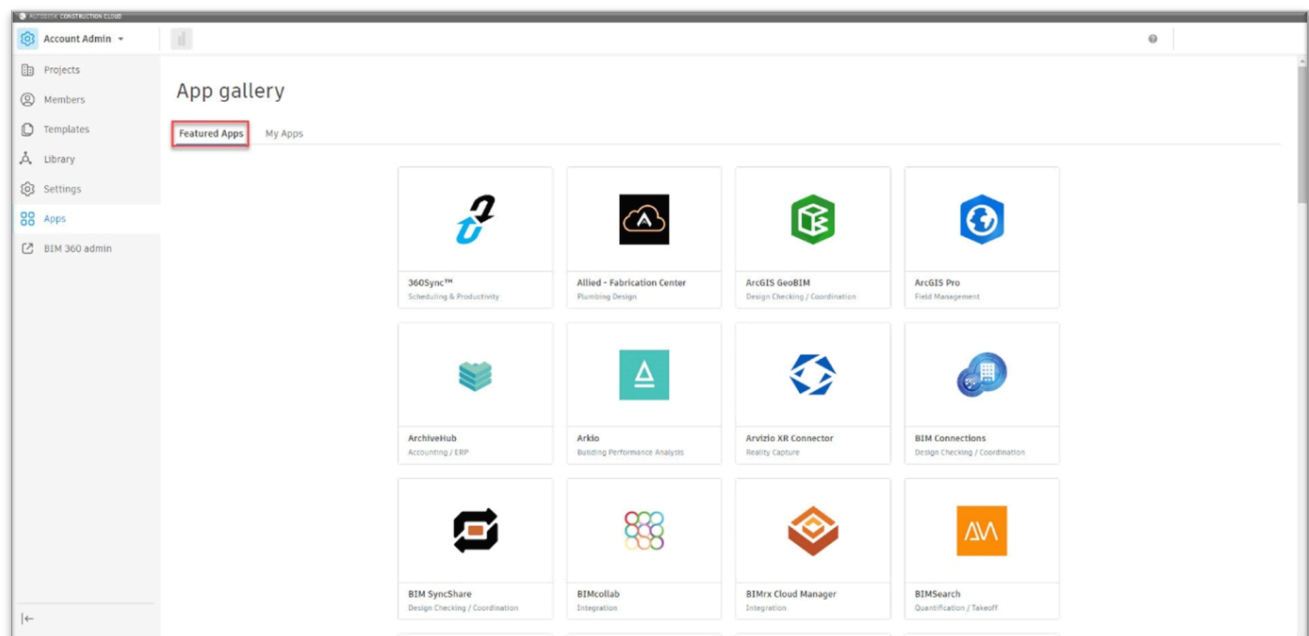 AUTODESK CONSTRUCTION CLOUD
Account Admin
Projects
Members
Templates
Library
Settings
Apps
BIM 360 admin
App gallery
Featured Apps My Apps
360Sync™ Allied - Fabrication Center ArcGIS GeoBIM ArcGIS Pro
Scheduling & Productivity Plumbing Design Design Checking / Coordination Field Management
ArchiveHub Arkio Arvizio XR Connector BIM Connections
Accounting / ERP Building Performance Analysis Reality Capture Design Checking / Coordination
BIM SyncShare BIMcollab BIMrx Cloud Manager BIMSearch
Design Checking / Coordination Integration Integration Quantification / Takeoff